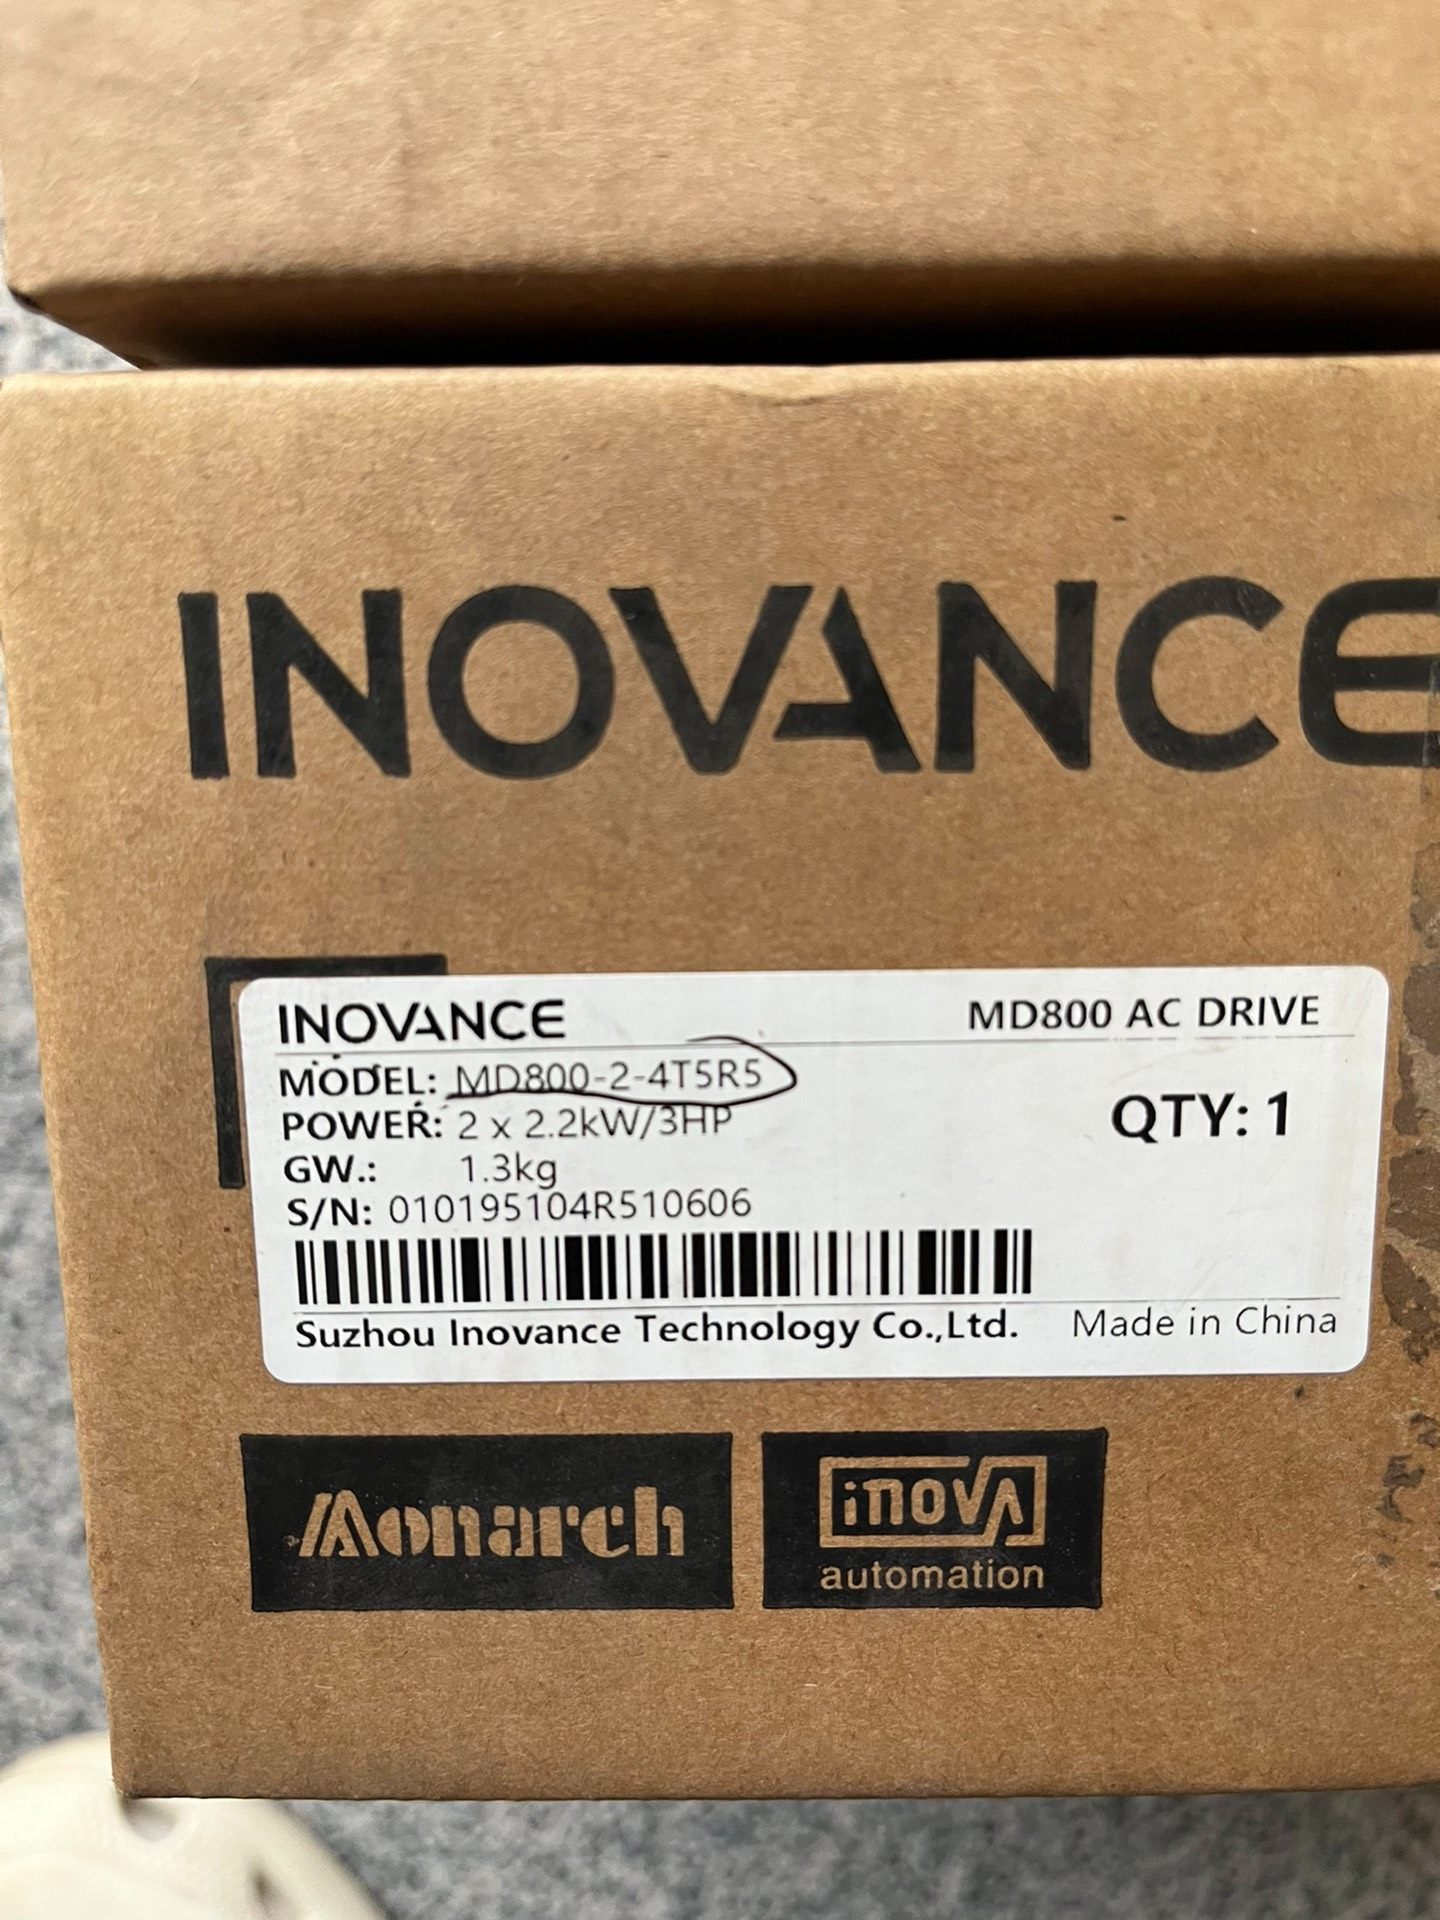 INOVANCE
INOVANCE MD800 AC DRIVE
MODEL: MD800-2-4T5R5
POWER: 2 x 2.2kW/3HP
QTY: 1
GW.: 1.3kg
S/N: 010195104R510606
Suzhou Inovance Technology Co.,Ltd. Made in China
Monarch
inova
automation